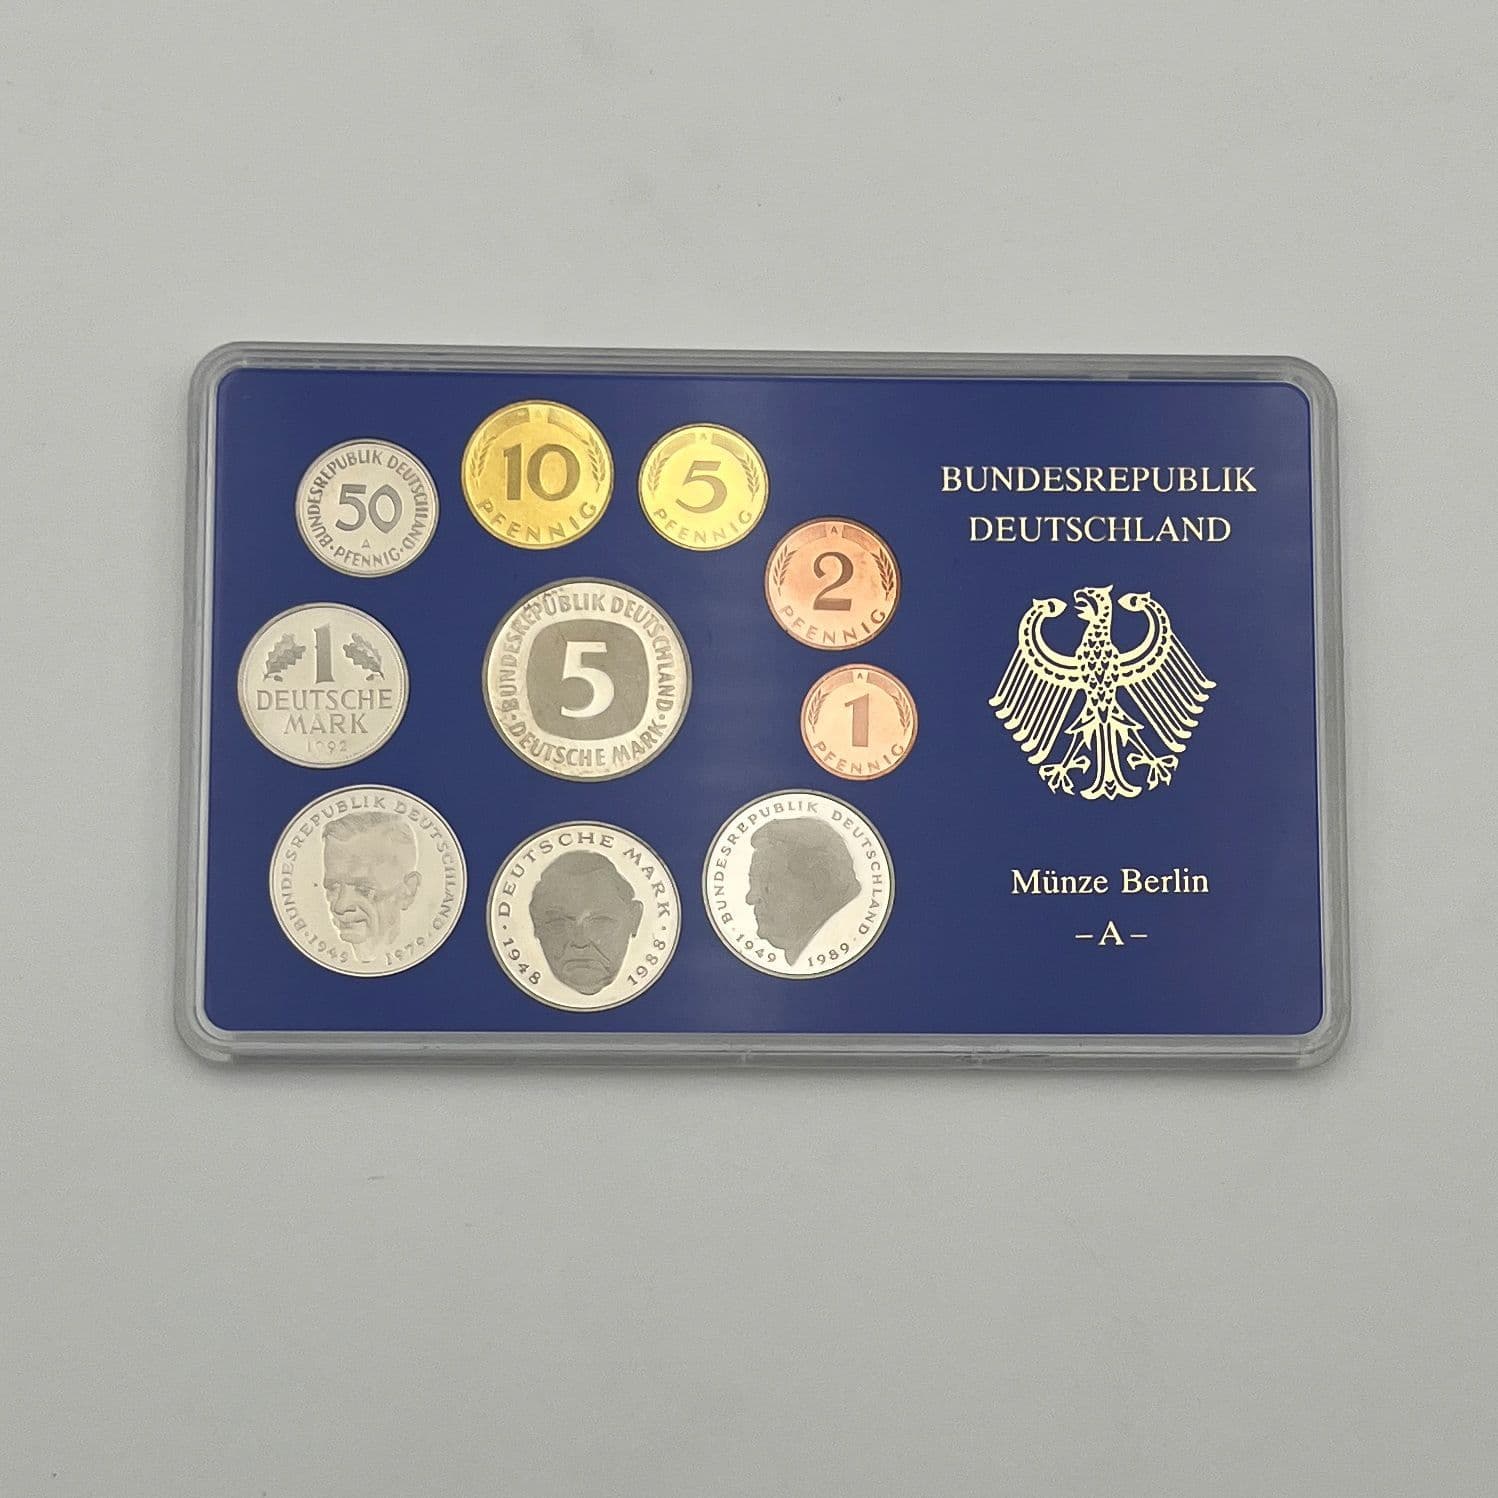 BUNDESREPUBLIK DEUTSCHLAND
50
A
·PFENNIG·
A
10
PFENNIG
A
5
PFENNIG
A
2
PFENNIG
A
1
PFENNIG
1
DEUTSCHE
MARK
1992
BUNDESREPUBLIK DEUTSCHLAND
5
·DEUTSCHE MARK·
·BUNDESREPUBLIK DEUTSCHLAND·
1949 - 1979
·DEUTSCHE MARK·
1948 1988
·BUNDESREPUBLIK DEUTSCHLAND·
1949 1989
BUNDESREPUBLIK
DEUTSCHLAND
Münze Berlin
–A–